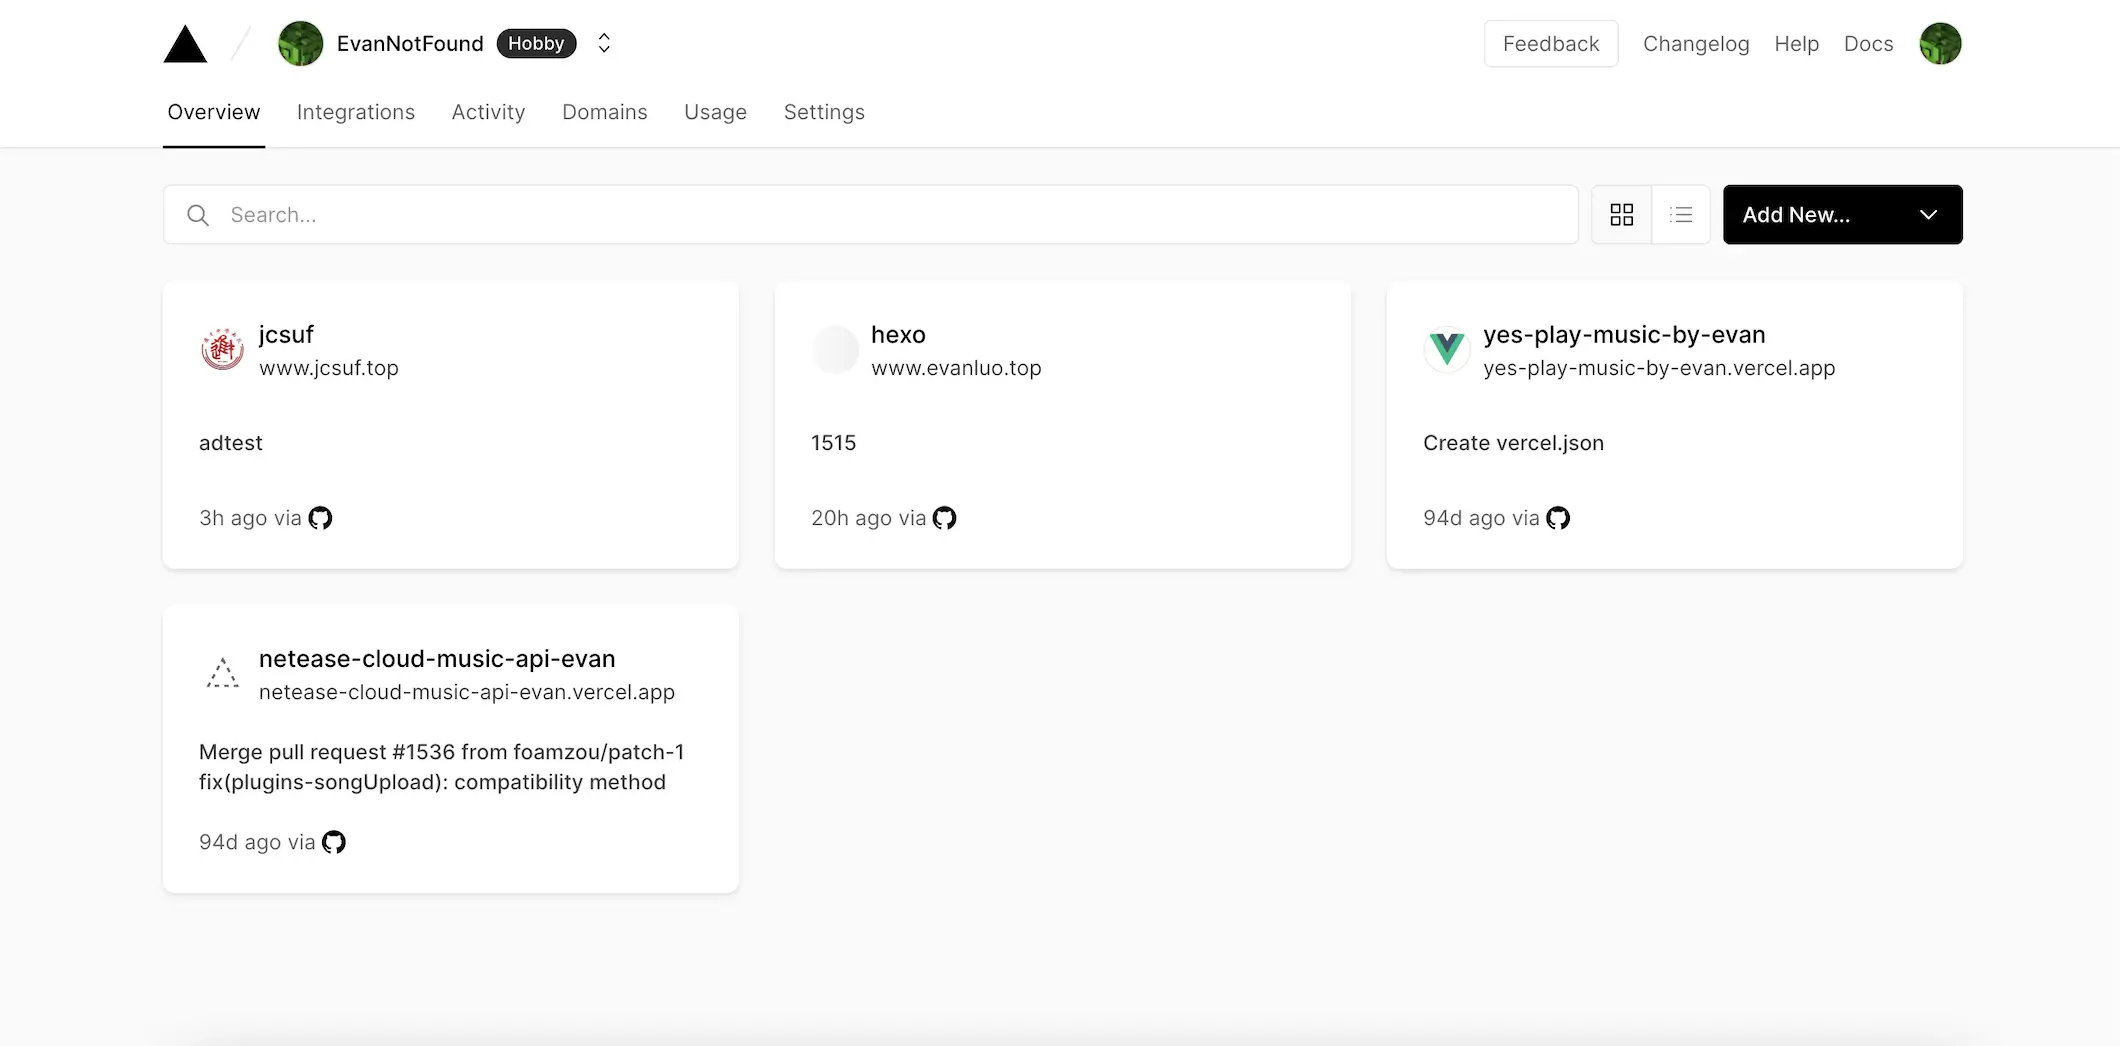 EvanNotFound Hobby
Feedback Changelog Help Docs
Overview Integrations Activity Domains Usage Settings
Search...
Add New...
jcsuf
www.jcsuf.top
adtest
3h ago via
hexo
www.evanluo.top
1515
20h ago via
yes-play-music-by-evan
yes-play-music-by-evan.vercel.app
Create vercel.json
94d ago via
netease-cloud-music-api-evan
netease-cloud-music-api-evan.vercel.app
Merge pull request #1536 from foamzou/patch-1
fix(plugins-songUpload): compatibility method
94d ago via